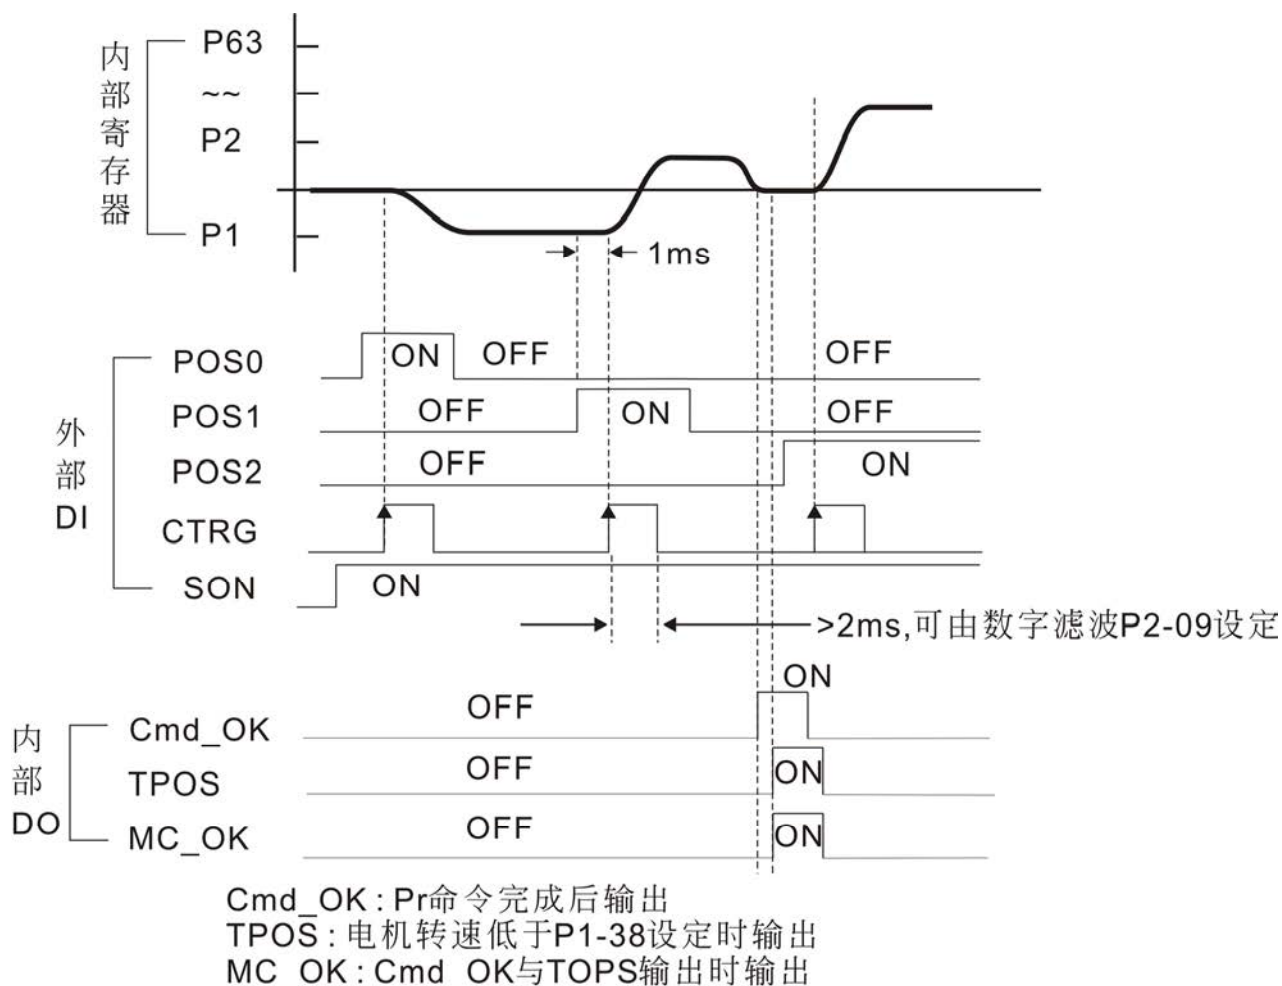 内部寄存器
P63
~~
P2
P1
1ms
外部DI
POS0 ON OFF OFF
POS1 OFF ON OFF
POS2 OFF ON
CTRG
SON ON
>2ms,可由数字滤波P2-09设定
内部DO
ON
Cmd_OK OFF
TPOS OFF ON
MC_OK OFF ON
Cmd_OK : Pr命令完成后输出
TPOS : 电机转速低于P1-38设定时输出
MC OK : Cmd OK与TOPS输出时输出